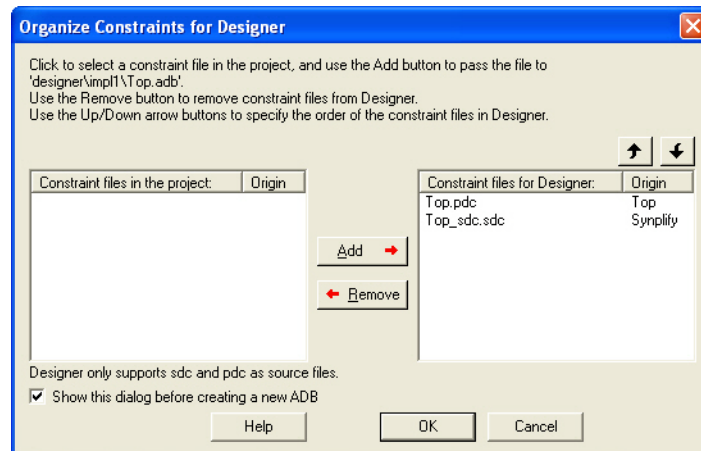 Organize Constraints for Designer
Click to select a constraint file in the project, and use the Add button to pass the file to
'designer\impl1\Top.adb'.
Use the Remove button to remove constraint files from Designer.
Use the Up/Down arrow buttons to specify the order of the constraint files in Designer.
Constraint files in the project: Origin
Constraint files for Designer: Origin
Top.pdc Top
Top_sdc.sdc Synplify
Add
Remove
Designer only supports sdc and pdc as source files.
Show this dialog before creating a new ADB
Help OK Cancel